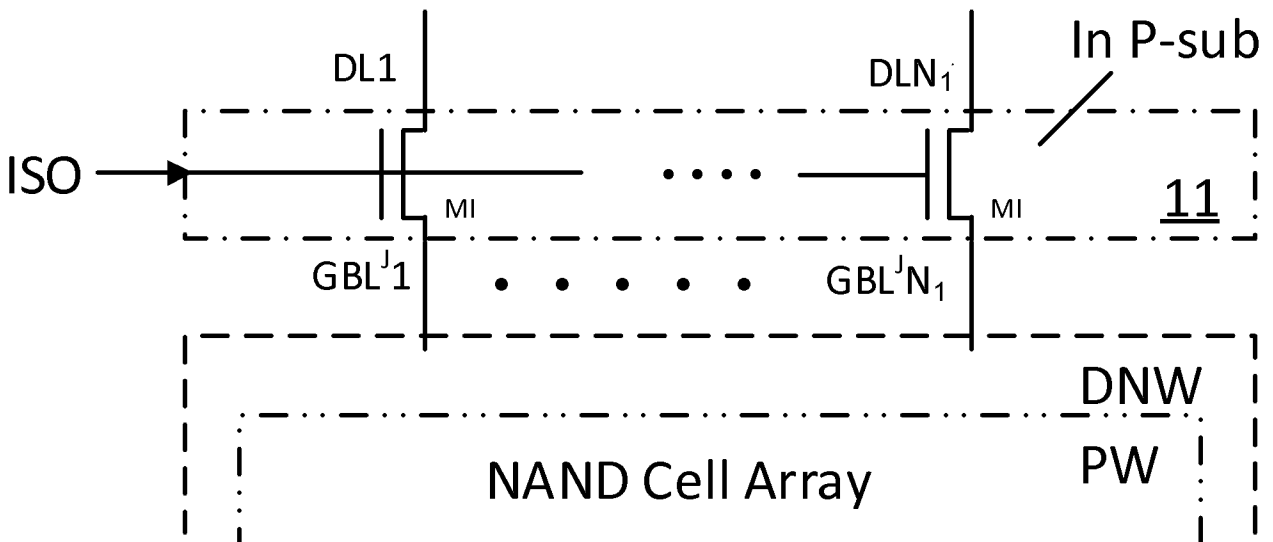 In P-sub
DL1
DLN₁
ISO
MI
MI
11
GBLᴶ1
GBLᴶN₁
DNW
PW
NAND Cell Array